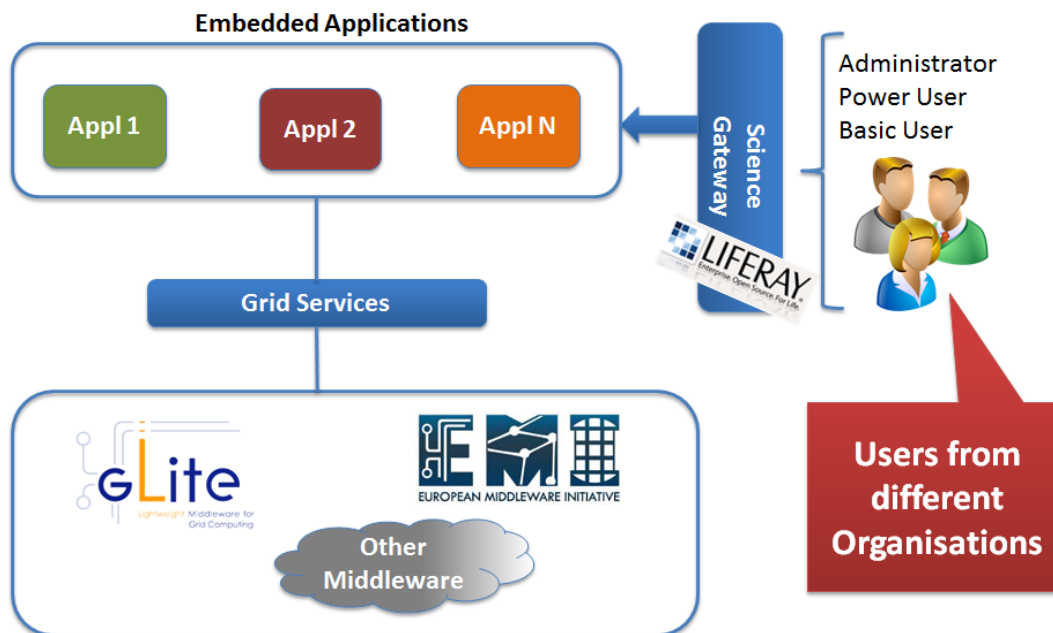 Embedded Applications
Appl 1
Appl 2
Appl N
Science
Gateway
LIFERAY
Enterprise. Open Source. For Life.
Administrator
Power User
Basic User
Grid Services
gLite
Lightweight Middleware for
Grid Computing
EMI
EUROPEAN MIDDLEWARE INITIATIVE
Other
Middleware
Users from
different
Organisations